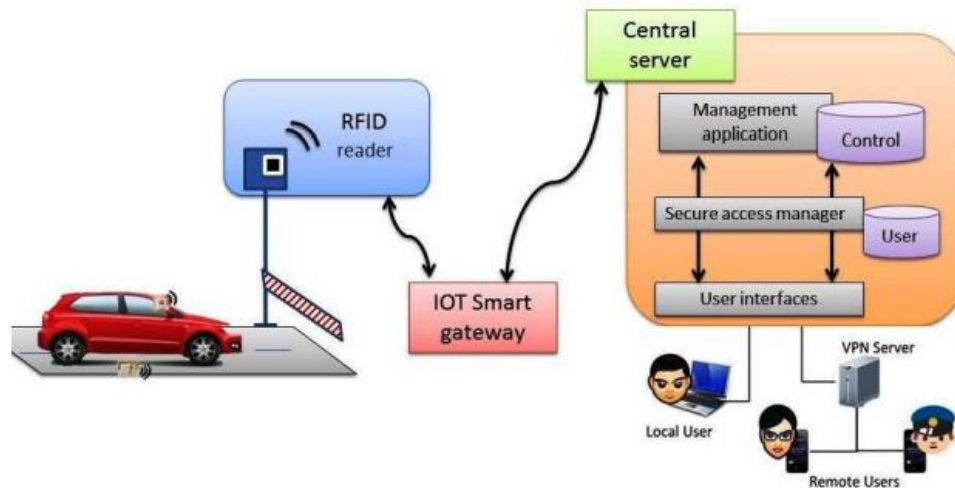 Central
server
RFID
reader
Management
application
Control
Secure access manager
User
IOT Smart
gateway
User interfaces
VPN Server
Local User
Remote Users